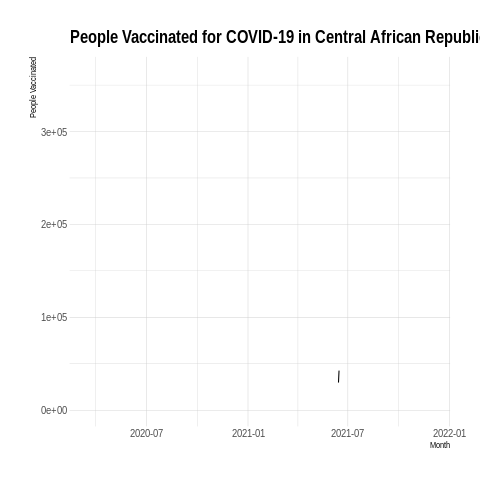 People Vaccinated for COVID-19 in Central African Republi
People Vaccinated
3e+05
2e+05
1e+05
0e+00
2020-07 2021-01 2021-07 2022-01
Month